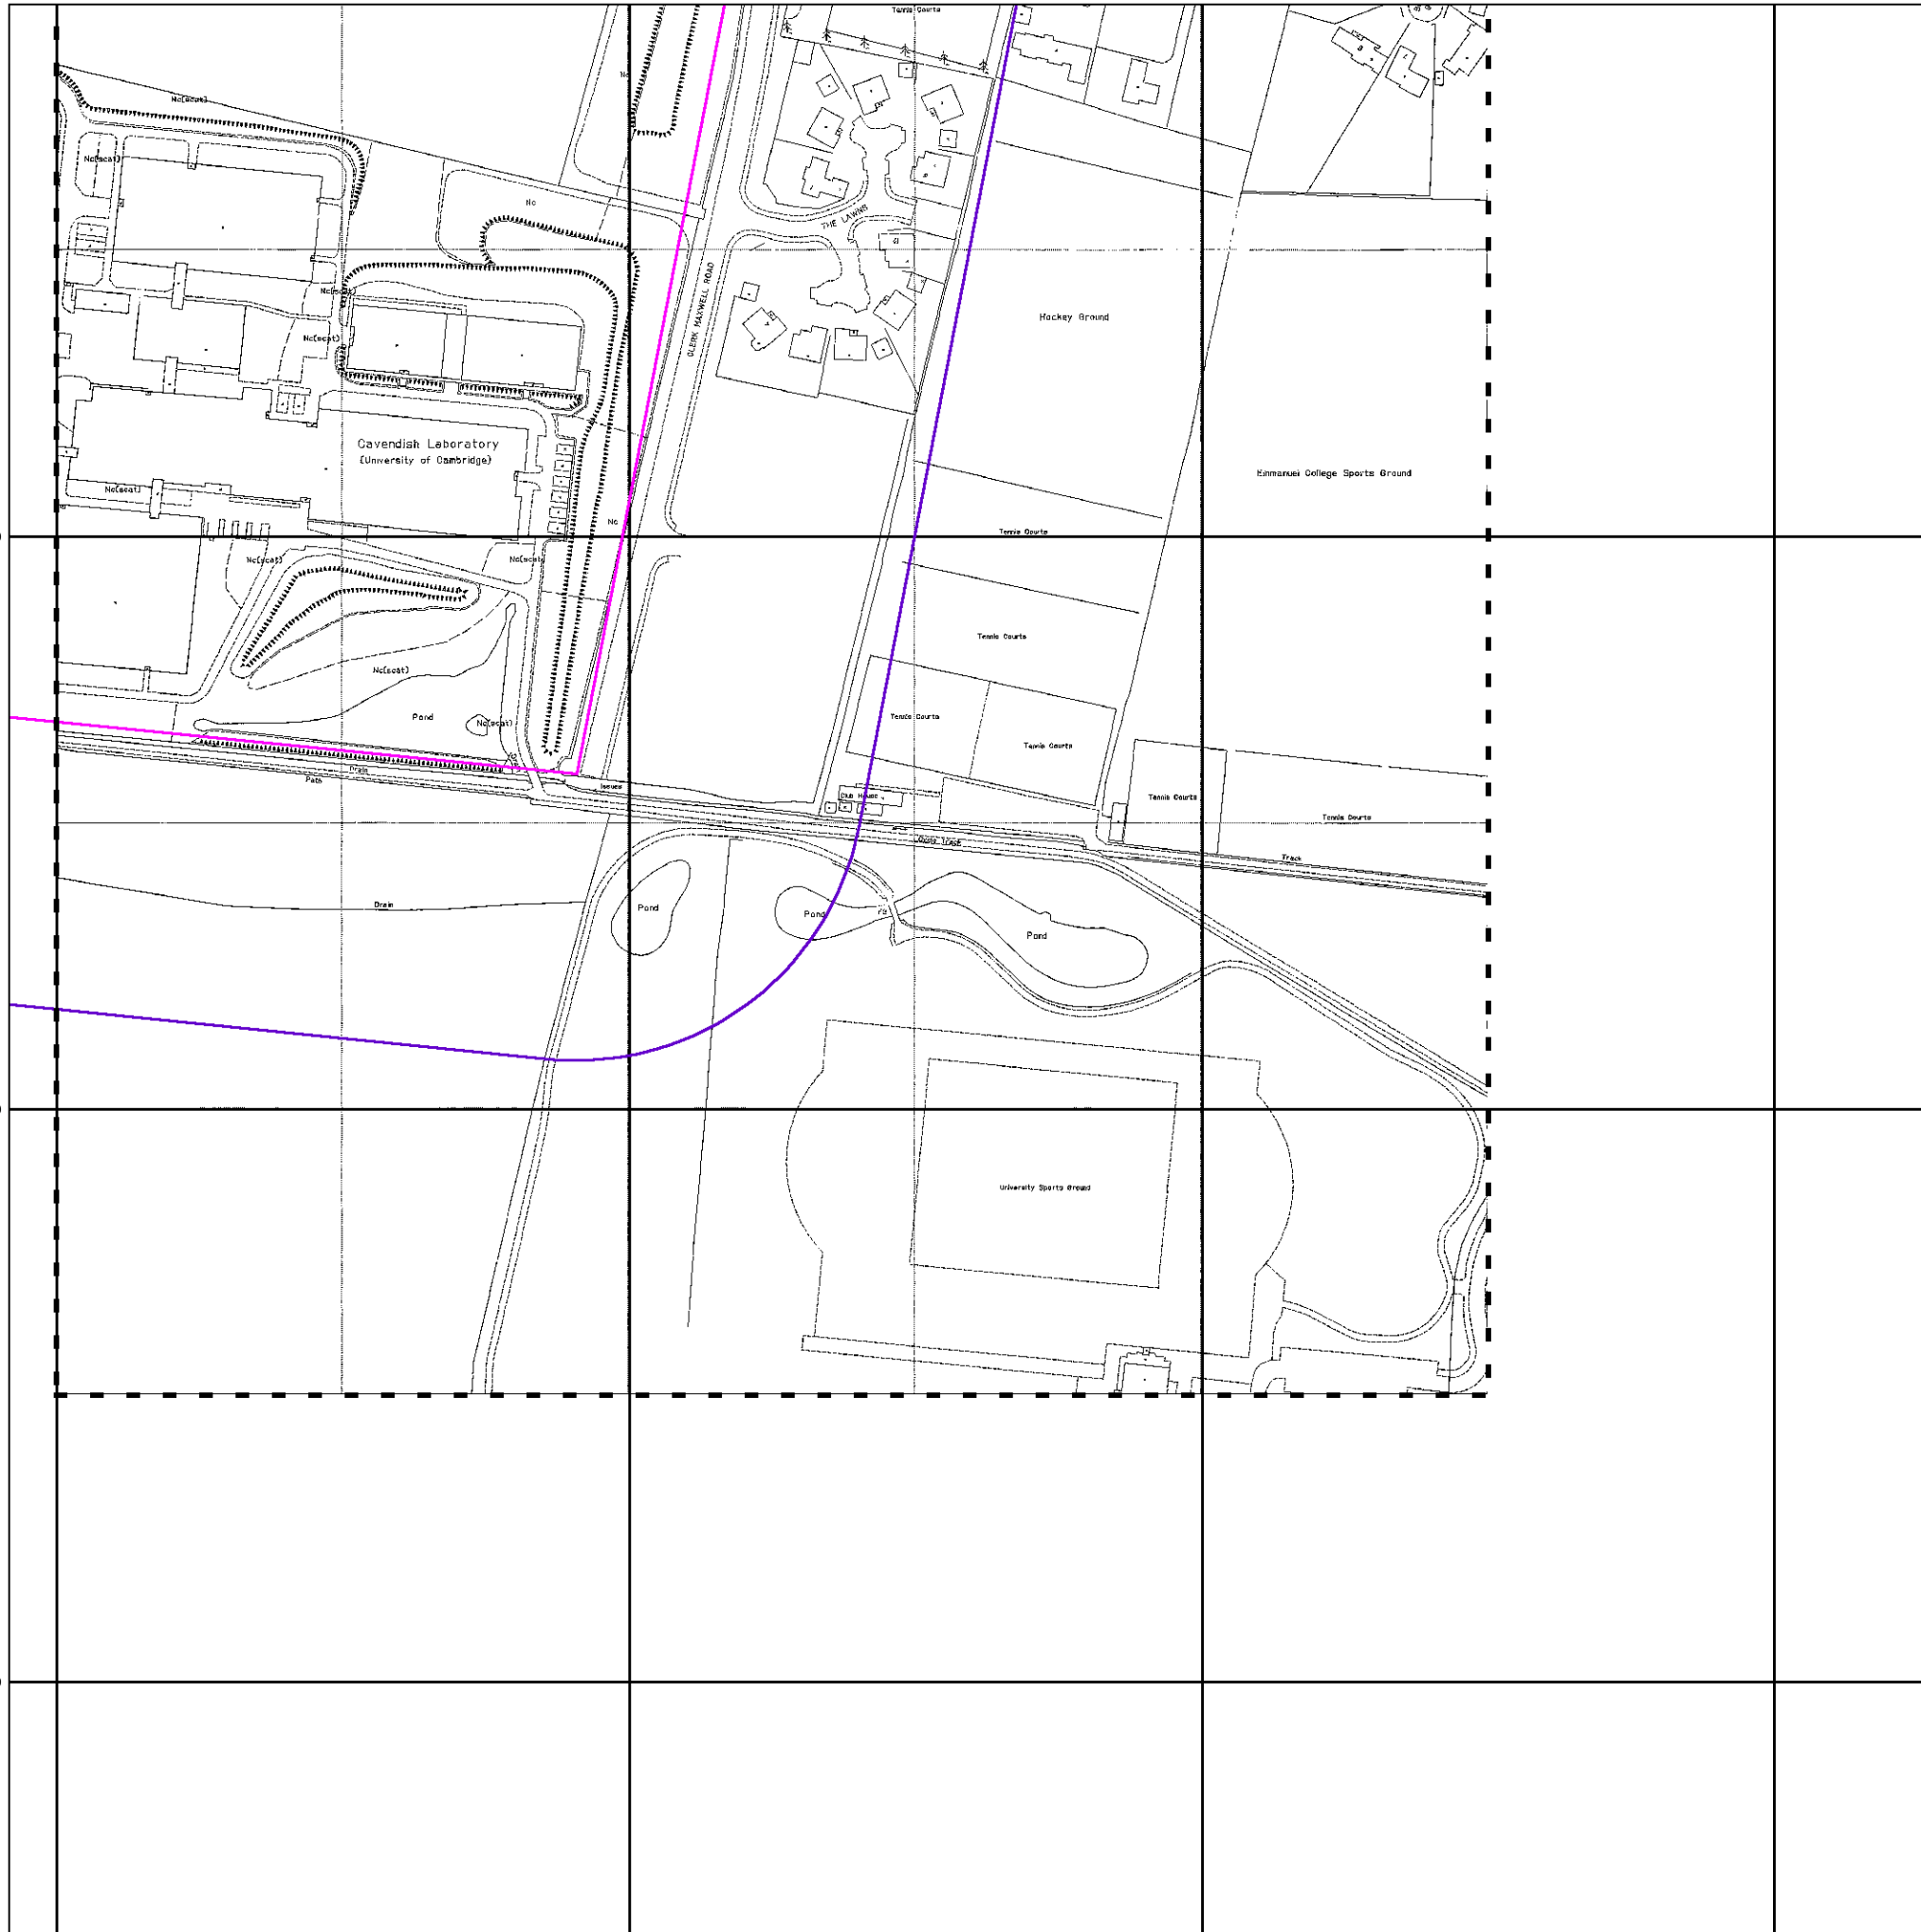 Tennis Courts
Nc
Nc(scat)
Nc(scat)
Nc
THE LAWNS
CLERK MAXWELL ROAD
Nc(scat)
Hockey Ground
Nc(scat)
Cavendish Laboratory
(University of Cambridge)
Emmanuel College Sports Ground
Nc(scat)
Nc
Tennis Courts
Nc(scat)
Nc(scat)
Tennis Courts
Nc(scat)
Pond
Nc(scat)
Tennis Courts
Tennis Courts
Drain
Path
Issues
Club House
Tennis Courts
Tennis Courts
Track
Drain
Pond
Pond
FB
Pond
University Sports Ground